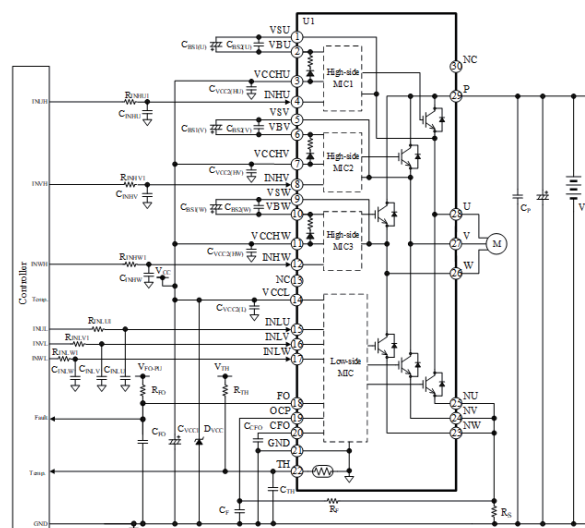 U1
VSU
1
CBS1(U)
CBS2(U)
VBU
2
VCCHU
3
CVCC2(HU)
INHU
4
High-side
MIC1
NC
30
P
29
INUH
RINHU1
CINHU
VSV
5
CBS1(V)
CBS2(V)
VBV
6
VCCHV
7
CVCC2(HV)
INHV
8
High-side
MIC2
INVH
RINHV1
CINHV
VSW
9
CBS1(W)
CBS2(W)
VBW
10
VCCHW
11
CVCC2(HW)
INHW
12
High-side
MIC3
CP
U
28
V
27
W
26
M
INWH
RINHW1
CINHW
VCC
NC
13
Controller
Temp.
VCCL
14
CVCC2(L)
INUL
RINLU1
INLU
15
INVL
RINLV1
INLV
16
INWL
RINLW1
INLW
17
CINLW
CINLV
CINLU
Low-side
MIC
VFO-PU
VTH
RFO
RTH
FO
18
OCP
19
CFO
20
GND
21
TH
22
NU
25
NV
24
NW
23
Fault
CFO
CVCC1
DVCC
CCFO
Temp.
CTH
CF
RF
RS
GND